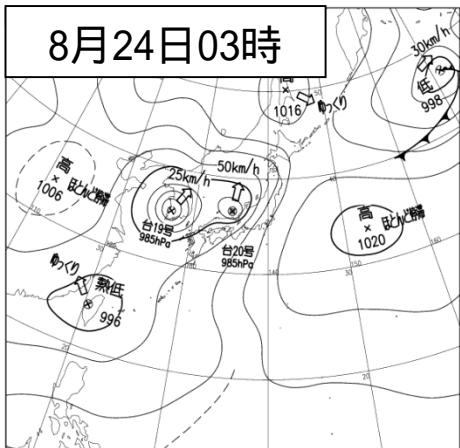 8月24日03時
30km/h
低
998
高
1016
ゆっくり
高
1006
ほとんど停滞
25km/h
50km/h
台19号
985hPa
台20号
985hPa
高
1020
ほとんど停滞
ゆっくり
熱低
996